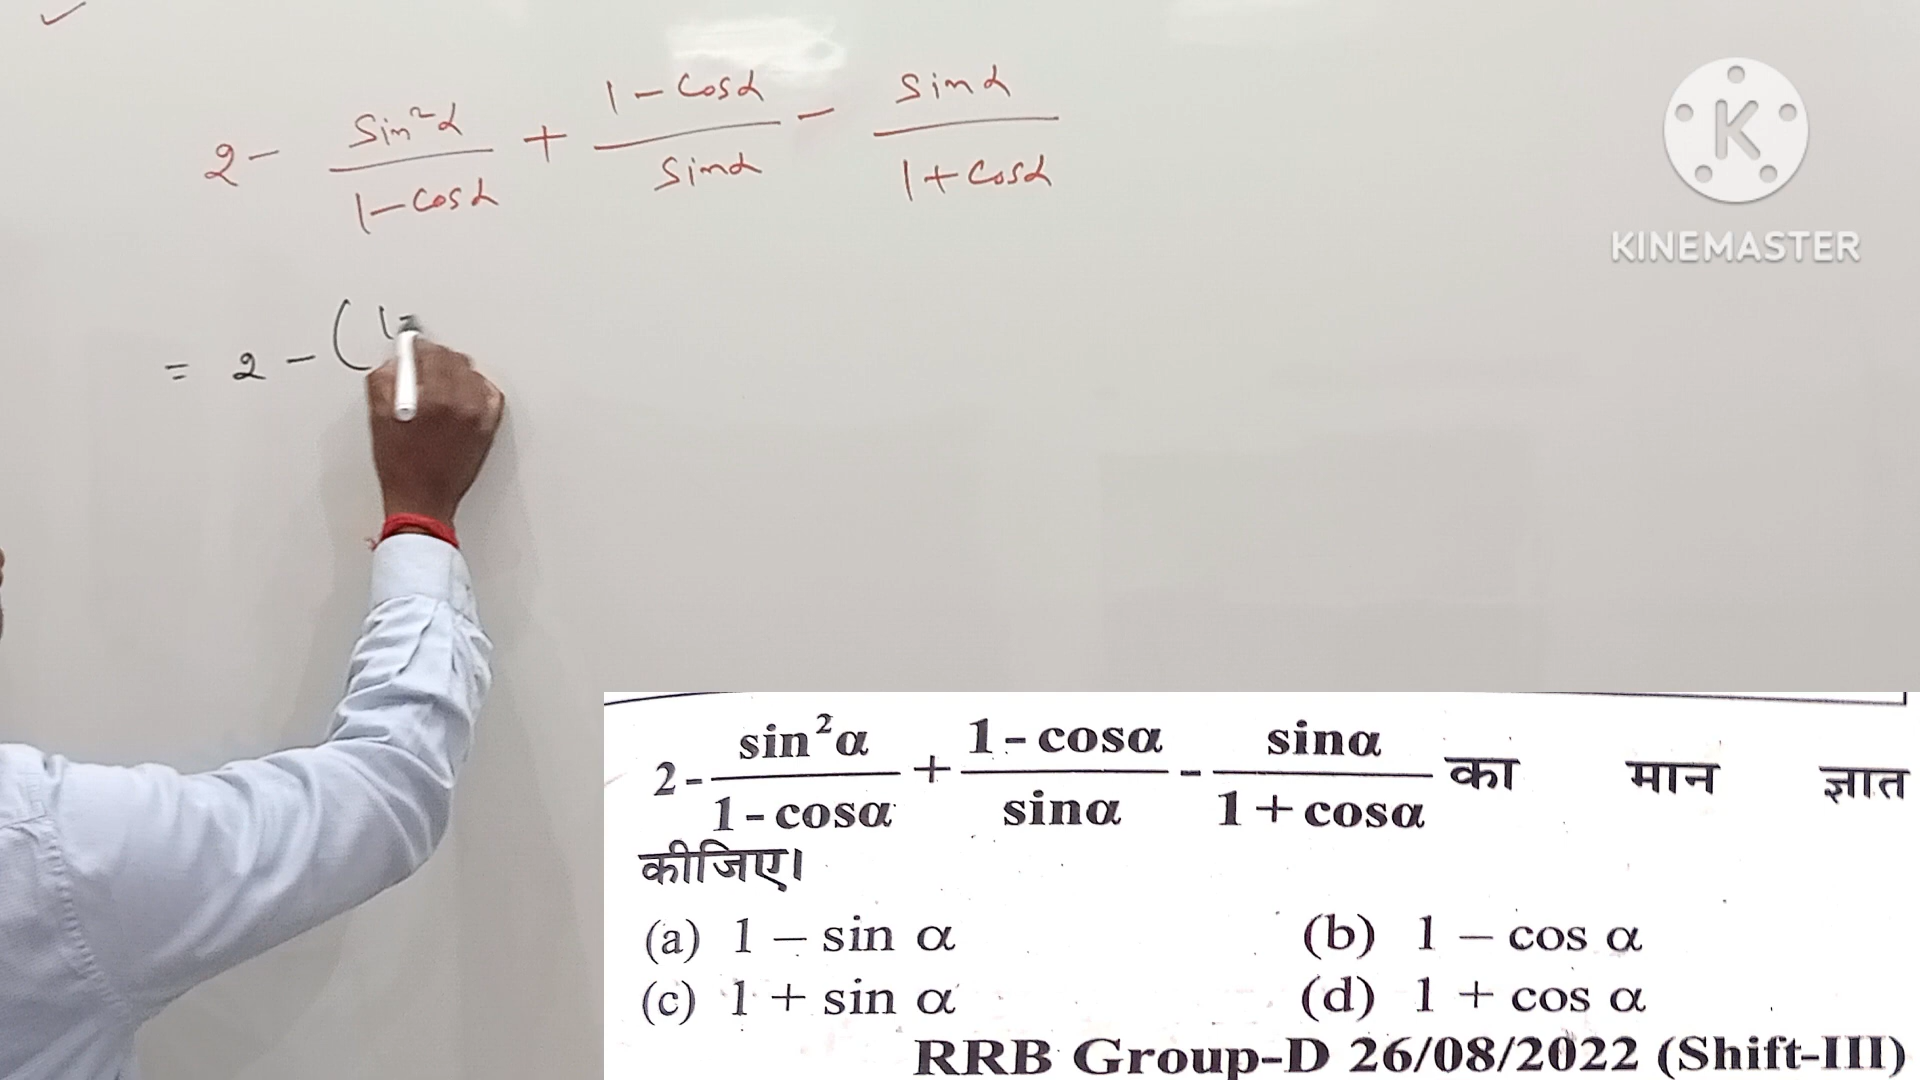 2 - sin²α/1-cosα + 1-cosα/sinα - sinα/1+cosα
= 2 - (1-
KINEMASTER
2 - sin²α/1-cosα + 1-cosα/sinα - sinα/1+cosα का मान ज्ञात
कीजिए।
(a) 1 – sin α (b) 1 – cos α
(c) 1 + sin α (d) 1 + cos α
RRB Group-D 26/08/2022 (Shift-III)